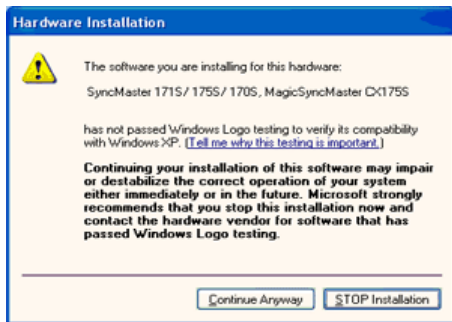 Hardware Installation
The software you are installing for this hardware:
SyncMaster 171S/ 175S/ 170S, MagicSyncMaster CX175S
has not passed Windows Logo testing to verify its compatibility
with Windows XP. (Tell me why this testing is important.)
Continuing your installation of this software may impair
or destabilize the correct operation of your system
either immediately or in the future. Microsoft strongly
recommends that you stop this installation now and
contact the hardware vendor for software that has
passed Windows Logo testing.
Continue Anyway
STOP Installation